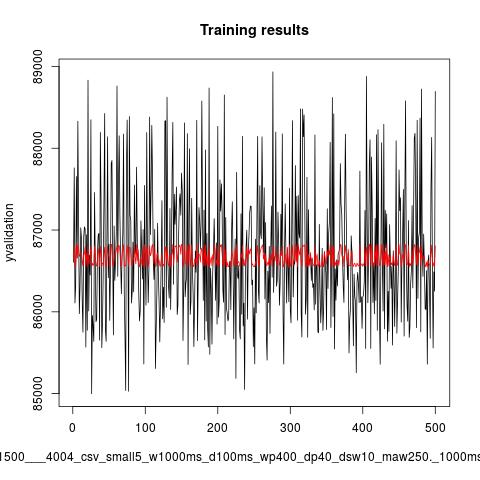 Training results
yvalidation
89000
88000
87000
86000
85000
0 100 200 300 400 500
1500___4004_csv_small5_w1000ms_d100ms_wp400_dp40_dsw10_maw250._1000ms